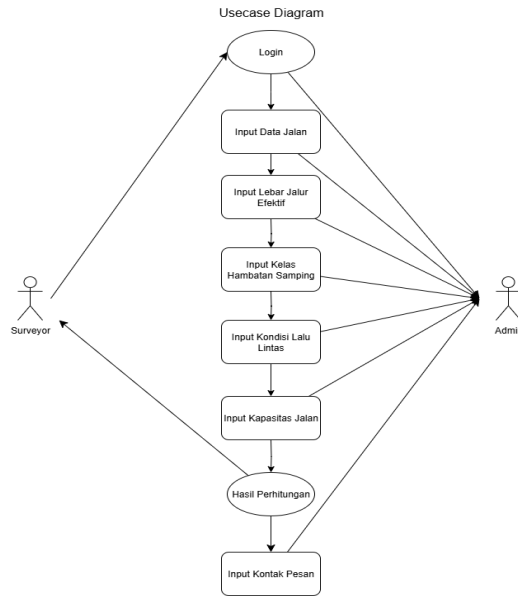 Usecase Diagram
Login
Input Data Jalan
Input Lebar Jalur
Efektif
Input Kelas
Hambatan Samping
Surveyor
Admi
Input Kondisi Lalu
Lintas
Input Kapasitas Jalan
Hasil Perhitungan
Input Kontak Pesan